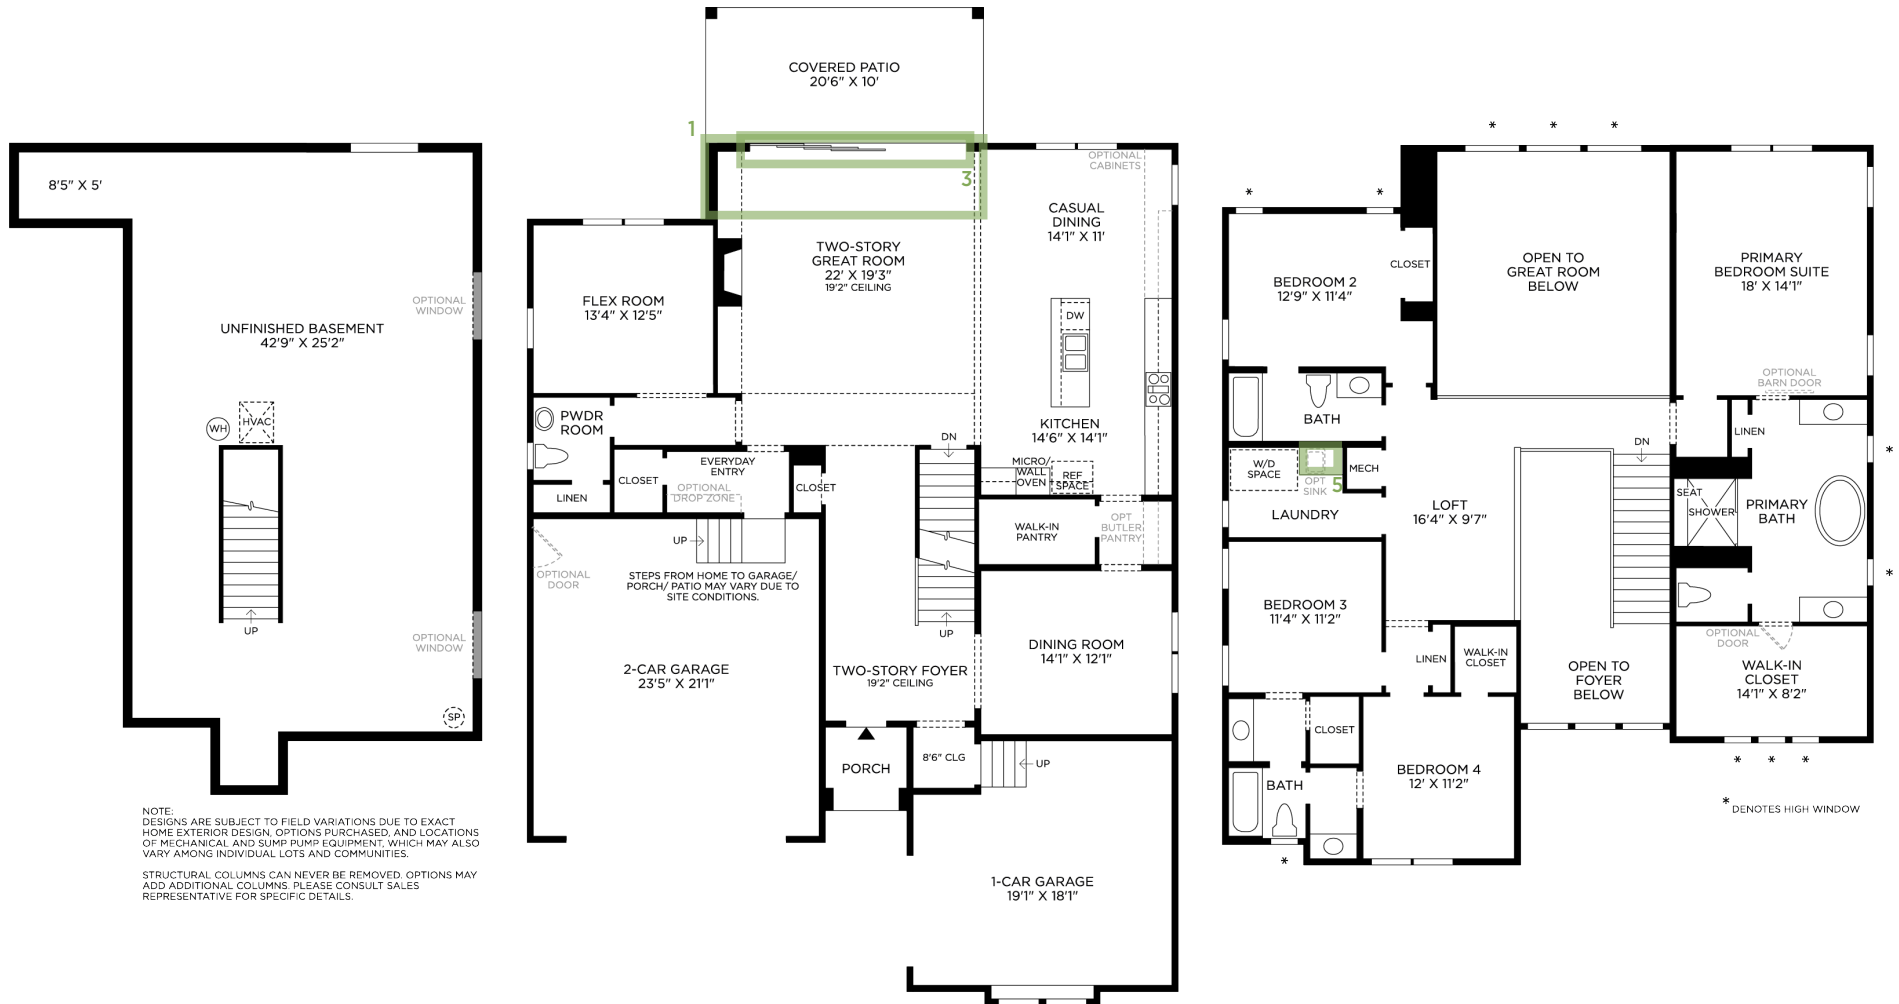 8'5" X 5'
OPTIONAL
WINDOW
UNFINISHED BASEMENT
42'9" X 25'2"
WH
HVAC
UP
OPTIONAL
WINDOW
SP
NOTE:
DESIGNS ARE SUBJECT TO FIELD VARIATIONS DUE TO EXACT
HOME EXTERIOR DESIGN, OPTIONS PURCHASED, AND LOCATIONS
OF MECHANICAL AND SUMP PUMP EQUIPMENT, WHICH MAY ALSO
VARY AMONG INDIVIDUAL LOTS AND COMMUNITIES.
STRUCTURAL COLUMNS CAN NEVER BE REMOVED. OPTIONS MAY
ADD ADDITIONAL COLUMNS. PLEASE CONSULT SALES
REPRESENTATIVE FOR SPECIFIC DETAILS.
COVERED PATIO
20'6" X 10'
1
3
OPTIONAL
CABINETS
CASUAL
DINING
14'1" X 11'
TWO-STORY
GREAT ROOM
22' X 19'3"
19'2" CEILING
FLEX ROOM
13'4" X 12'5"
DW
KITCHEN
14'6" X 14'1"
PWDR
ROOM
DN
MICRO/
WALL
OVEN
REF
SPACE
EVERYDAY
ENTRY
CLOSET
OPTIONAL
DROP ZONE
CLOSET
LINEN
WALK-IN
PANTRY
OPT
BUTLER
PANTRY
UP
OPTIONAL
DOOR
STEPS FROM HOME TO GARAGE/
PORCH/ PATIO MAY VARY DUE TO
SITE CONDITIONS.
UP
DINING ROOM
14'1" X 12'1"
2-CAR GARAGE
23'5" X 21'1"
TWO-STORY FOYER
19'2" CEILING
PORCH
8'6" CLG
UP
1-CAR GARAGE
19'1" X 18'1"
* * *
* *
BEDROOM 2
12'9" X 11'4"
CLOSET
OPEN TO
GREAT ROOM
BELOW
PRIMARY
BEDROOM SUITE
18' X 14'1"
OPTIONAL
BARN DOOR
BATH
LINEN
DN
*
W/D
SPACE
OPT
SINK
5
MECH
LAUNDRY
LOFT
16'4" X 9'7"
SEAT
SHOWER
PRIMARY
BATH
*
BEDROOM 3
11'4" X 11'2"
LINEN
WALK-IN
CLOSET
OPEN TO
FOYER
BELOW
OPTIONAL
DOOR
WALK-IN
CLOSET
14'1" X 8'2"
CLOSET
BATH
BEDROOM 4
12' X 11'2"
* * *
*
* DENOTES HIGH WINDOW